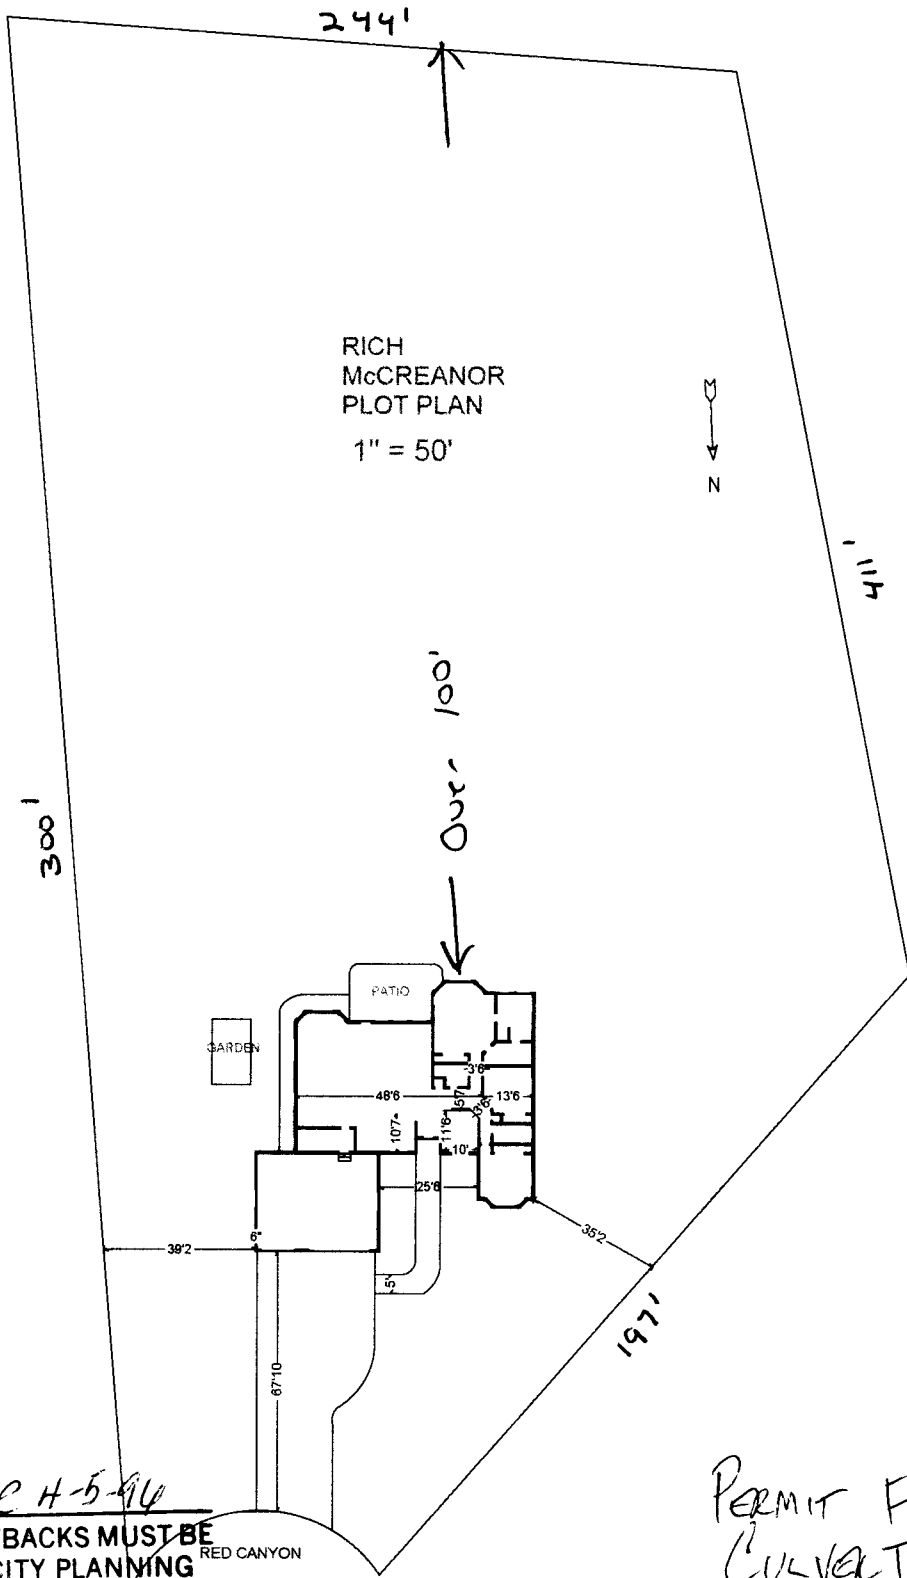 244'
RICH
McCREANOR
PLOT PLAN
1" = 50'
N
411'
Over 100'
300'
PATIO
GARDEN
3'6"
48'6
5'7
3'6"
13'6
10'7
11'6
10'
25'6
35'2
39'2
6"
5'
197'
67'10
4-5-96
BACKS MUST BE
CITY PLANNING
RED CANYON
PERMIT F
CULVERT